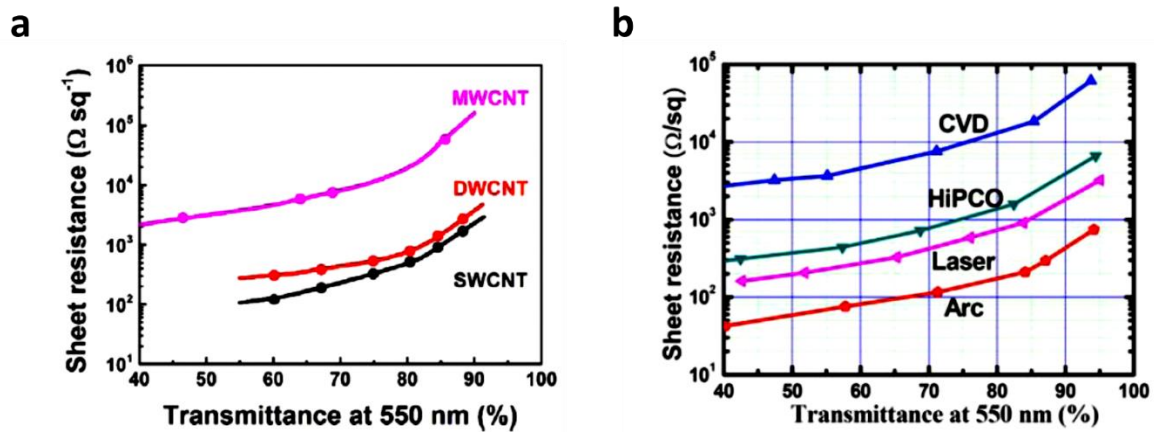 a
b
Sheet resistance (Ω sq⁻¹)
10⁶
10⁵
10⁴
10³
10²
10¹
MWCNT
DWCNT
SWCNT
40 50 60 70 80 90 100
Transmittance at 550 nm (%)
Sheet resistance (Ω/sq)
10⁵
10⁴
10³
10²
10¹
CVD
HiPCO
Laser
Arc
40 50 60 70 80 90 100
Transmittance at 550 nm (%)